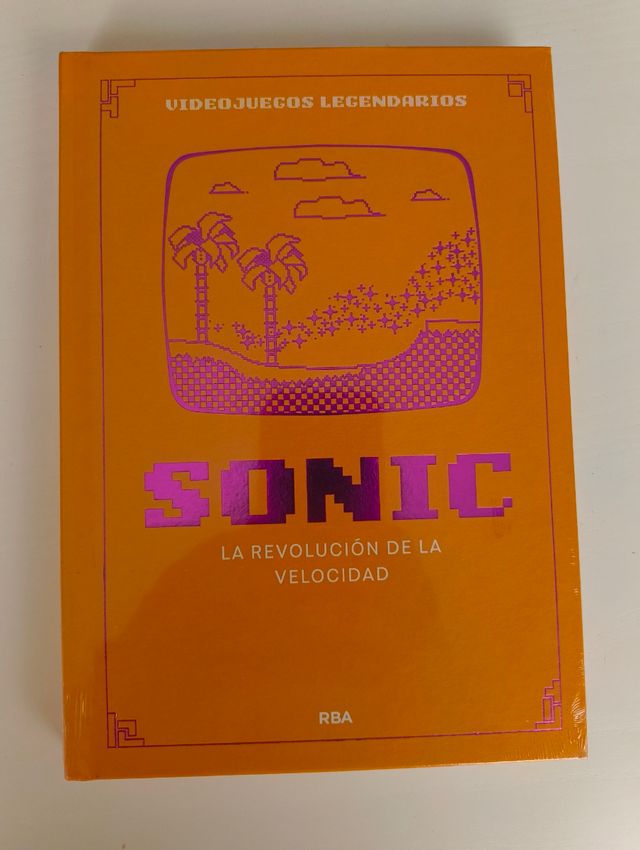 VIDEOJUEGOS LEGENDARIOS
SONIC
LA REVOLUCIÓN DE LA
VELOCIDAD
RBA